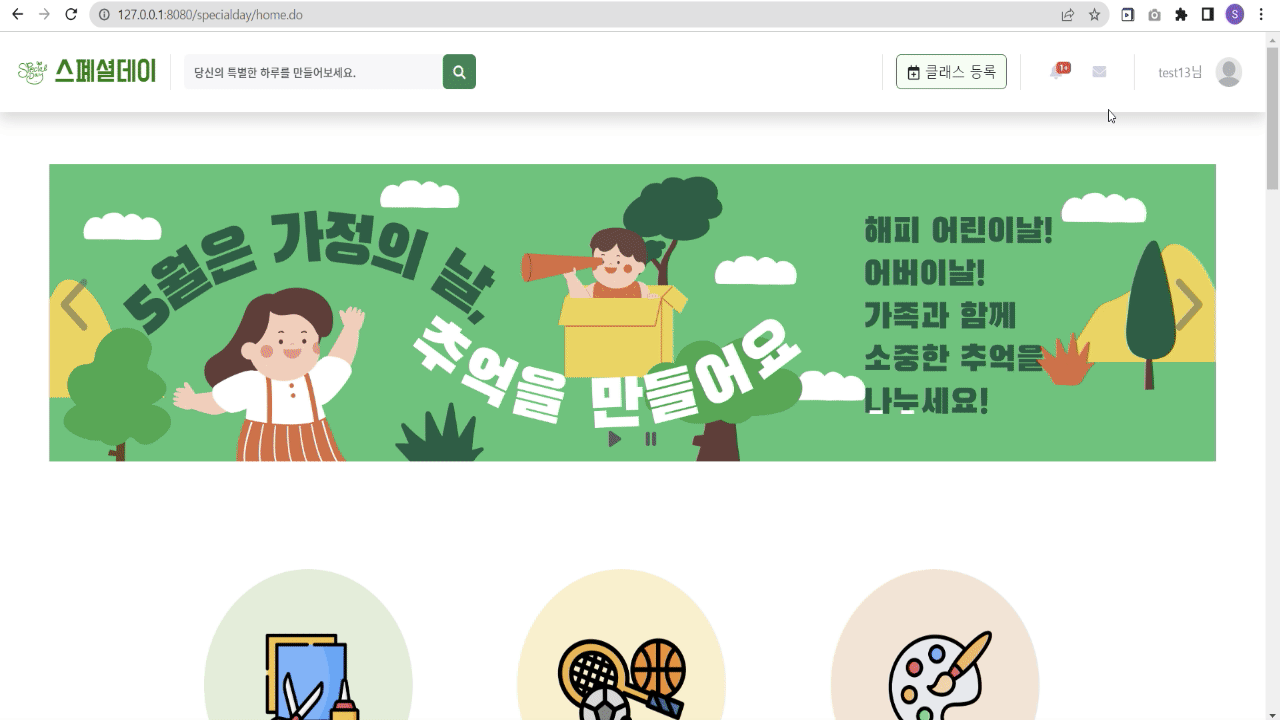 127.0.0.1:8080/specialday/home.do
S
Special Day
스페셜데이
당신의 특별한 하루를 만들어보세요.
클래스 등록
1+
test13님
5월은 가정의 날,
추억을 만들어요
해피 어린이날!
어버이날!
가족과 함께
소중한 추억을
나누세요!